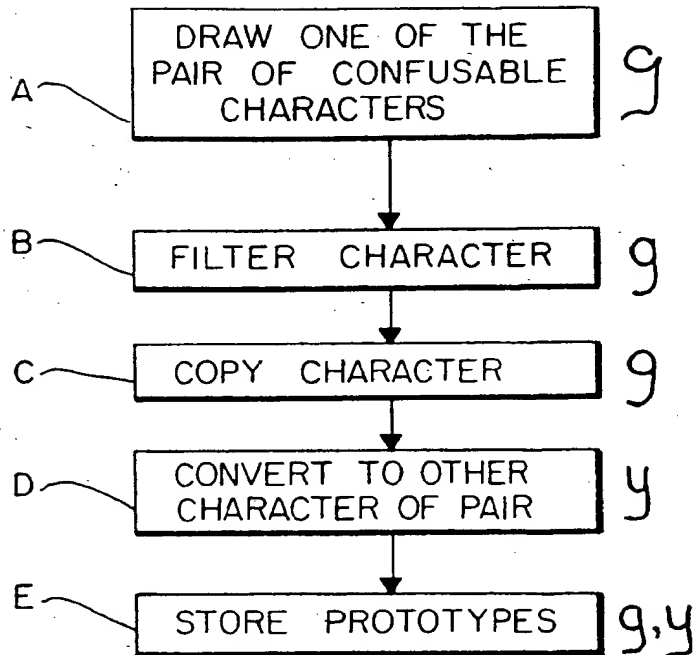 DRAW ONE OF THE
PAIR OF CONFUSABLE
CHARACTERS
A
g
B
FILTER CHARACTER
g
C
COPY CHARACTER
g
D
CONVERT TO OTHER
CHARACTER OF PAIR
y
E
STORE PROTOTYPES
g,y